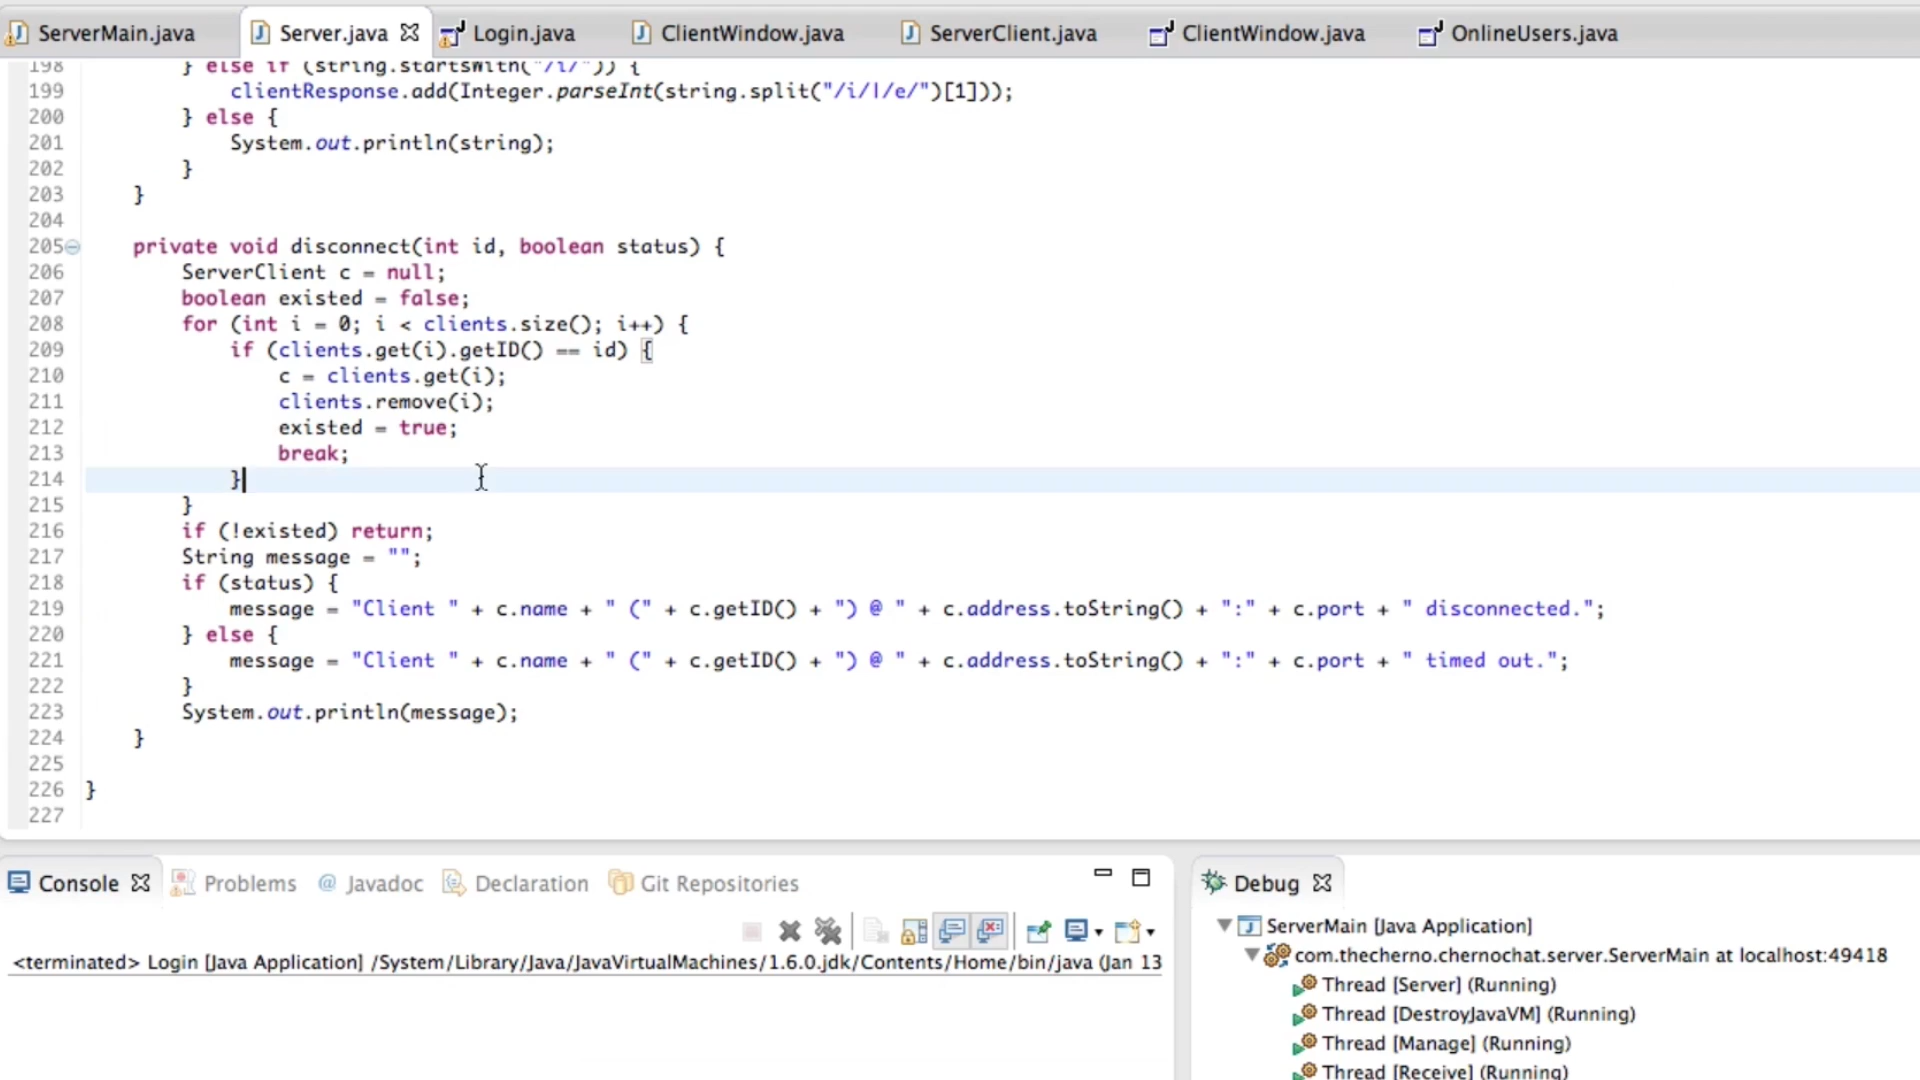 ServerMain.java Server.java Login.java ClientWindow.java ServerClient.java ClientWindow.java OnlineUsers.java
198 } else if (string.startsWith("/i/")) {
199 clientResponse.add(Integer.parseInt(string.split("/i/|/e/")[1]));
200 } else {
201 System.out.println(string);
202 }
203 }
204
205 private void disconnect(int id, boolean status) {
206 ServerClient c = null;
207 boolean existed = false;
208 for (int i = 0; i < clients.size(); i++) {
209 if (clients.get(i).getID() == id) {
210 c = clients.get(i);
211 clients.remove(i);
212 existed = true;
213 break;
214 }
215 }
216 if (!existed) return;
217 String message = "";
218 if (status) {
219 message = "Client " + c.name + " (" + c.getID() + ") @ " + c.address.toString() + ":" + c.port + " disconnected.";
220 } else {
221 message = "Client " + c.name + " (" + c.getID() + ") @ " + c.address.toString() + ":" + c.port + " timed out.";
222 }
223 System.out.println(message);
224 }
225
226 }
227
Console Problems @ Javadoc Declaration Git Repositories
<terminated> Login [Java Application] /System/Library/Java/JavaVirtualMachines/1.6.0.jdk/Contents/Home/bin/java (Jan 13
Debug
ServerMain [Java Application]
com.thecherno.chernochat.server.ServerMain at localhost:49418
Thread [Server] (Running)
Thread [DestroyJavaVM] (Running)
Thread [Manage] (Running)
Thread [Receive] (Running)